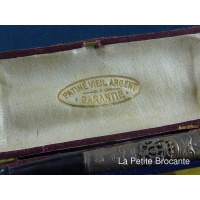 PATINE VIEIL ARGENT
GARANTIE
La Petite Brocante